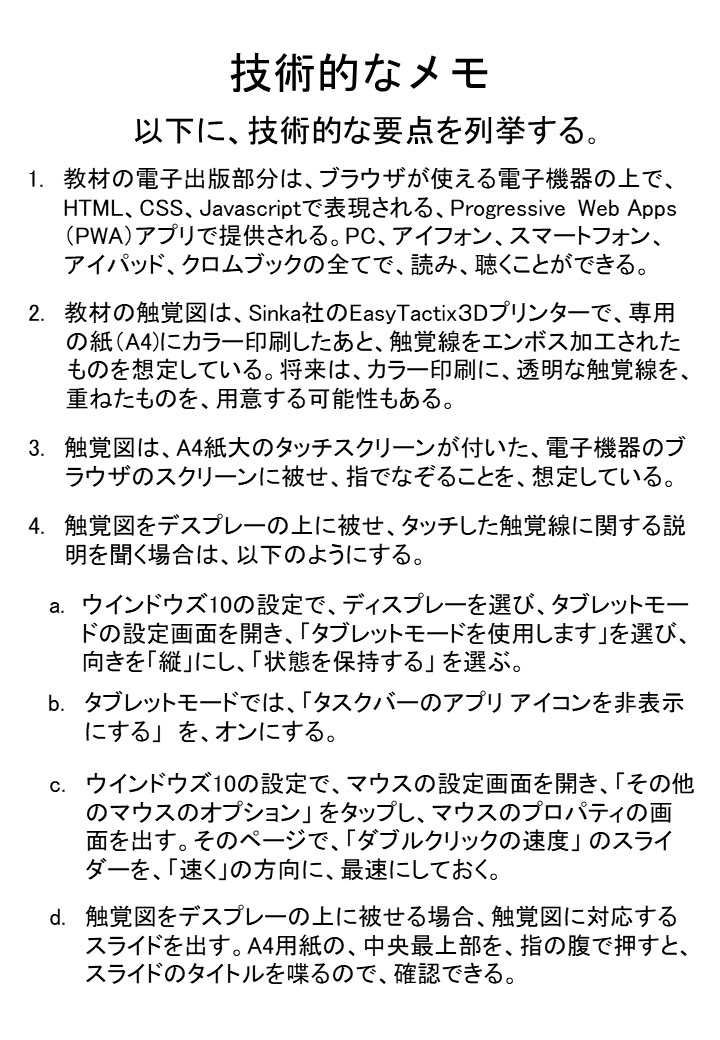 技術的なメモ
以下に、技術的な要点を列挙する。
1. 教材の電子出版部分は、ブラウザが使える電子機器の上で、
HTML、CSS、Javascriptで表現される、Progressive Web Apps
（PWA）アプリで提供される。PC、アイフォン、スマートフォン、
アイパッド、クロムブックの全てで、読み、聴くことができる。
2. 教材の触覚図は、Sinka社のEasyTactix３Dプリンターで、専用
の紙（A4)にカラー印刷したあと、触覚線をエンボス加工された
ものを想定している。将来は、カラー印刷に、透明な触覚線を、
重ねたものを、用意する可能性もある。
3. 触覚図は、A4紙大のタッチスクリーンが付いた、電子機器のブ
ラウザのスクリーンに被せ、指でなぞることを、想定している。
4. 触覚図をデスプレーの上に被せ、タッチした触覚線に関する説
明を聞く場合は、以下のようにする。
a. ウインドウズ10の設定で、ディスプレーを選び、タブレットモー
ドの設定画面を開き、「タブレットモードを使用します」を選び、
向きを「縦」にし、「状態を保持する」 を選ぶ。
b. タブレットモードでは、「タスクバーのアプリ アイコンを非表示
にする」 を、オンにする。
c. ウインドウズ10の設定で、マウスの設定画面を開き、「その他
のマウスのオプション」 をタップし、マウスのプロパティの画
面を出す。そのページで、「ダブルクリックの速度」 のスライ
ダーを、「速く」の方向に、最速にしておく。
d. 触覚図をデスプレーの上に被せる場合、触覚図に対応する
スライドを出す。A4用紙の、中央最上部を、指の腹で押すと、
スライドのタイトルを喋るので、確認できる。